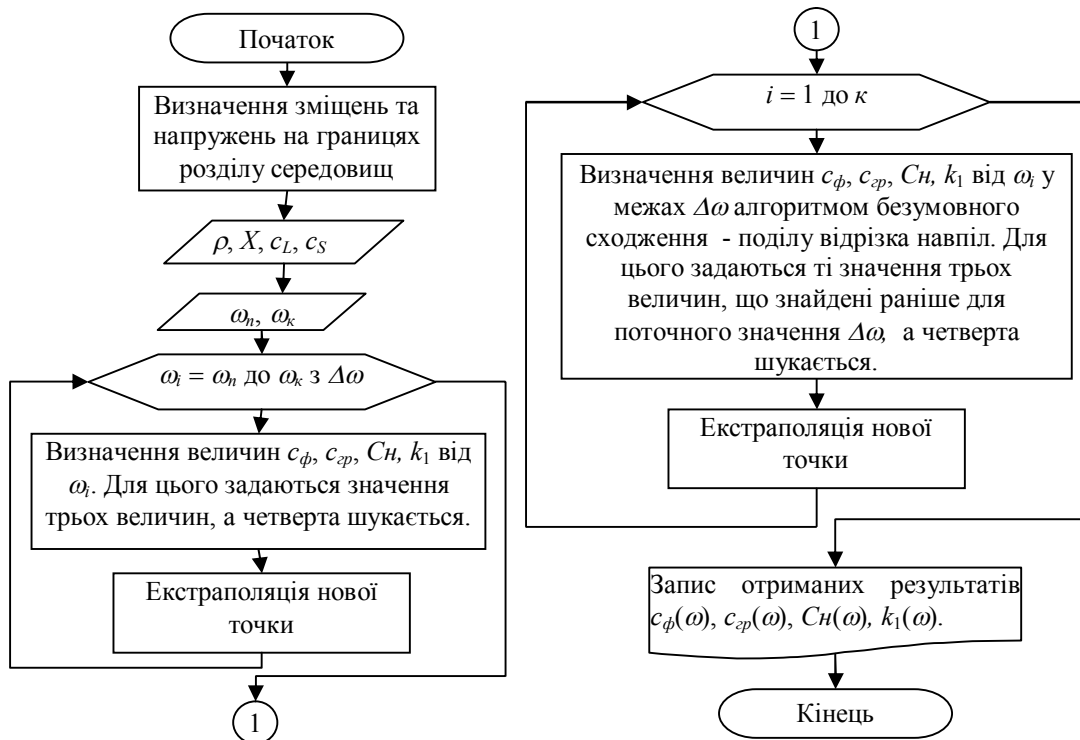 Початок
Визначення зміщень та
напружень на границях
розділу середовищ
ρ, X, c_L, c_S
ω_n, ω_к
ω_i = ω_n до ω_к з Δω
Визначення величин c_ф, c_гр, Сн, k_1 від
ω_i. Для цього задаються значення
трьох величин, а четверта шукається.
Екстраполяція нової
точки
1
1
i = 1 до к
Визначення величин c_ф, c_гр, Сн, k_1 від ω_i у
межах Δω алгоритмом безумовного
сходження - поділу відрізка навпіл. Для
цього задаються ті значення трьох
величин, що знайдені раніше для
поточного значення Δω, а четверта
шукається.
Екстраполяція нової
точки
Запис отриманих результатів
c_ф(ω), c_гр(ω), Сн(ω), k_1(ω).
Кінець